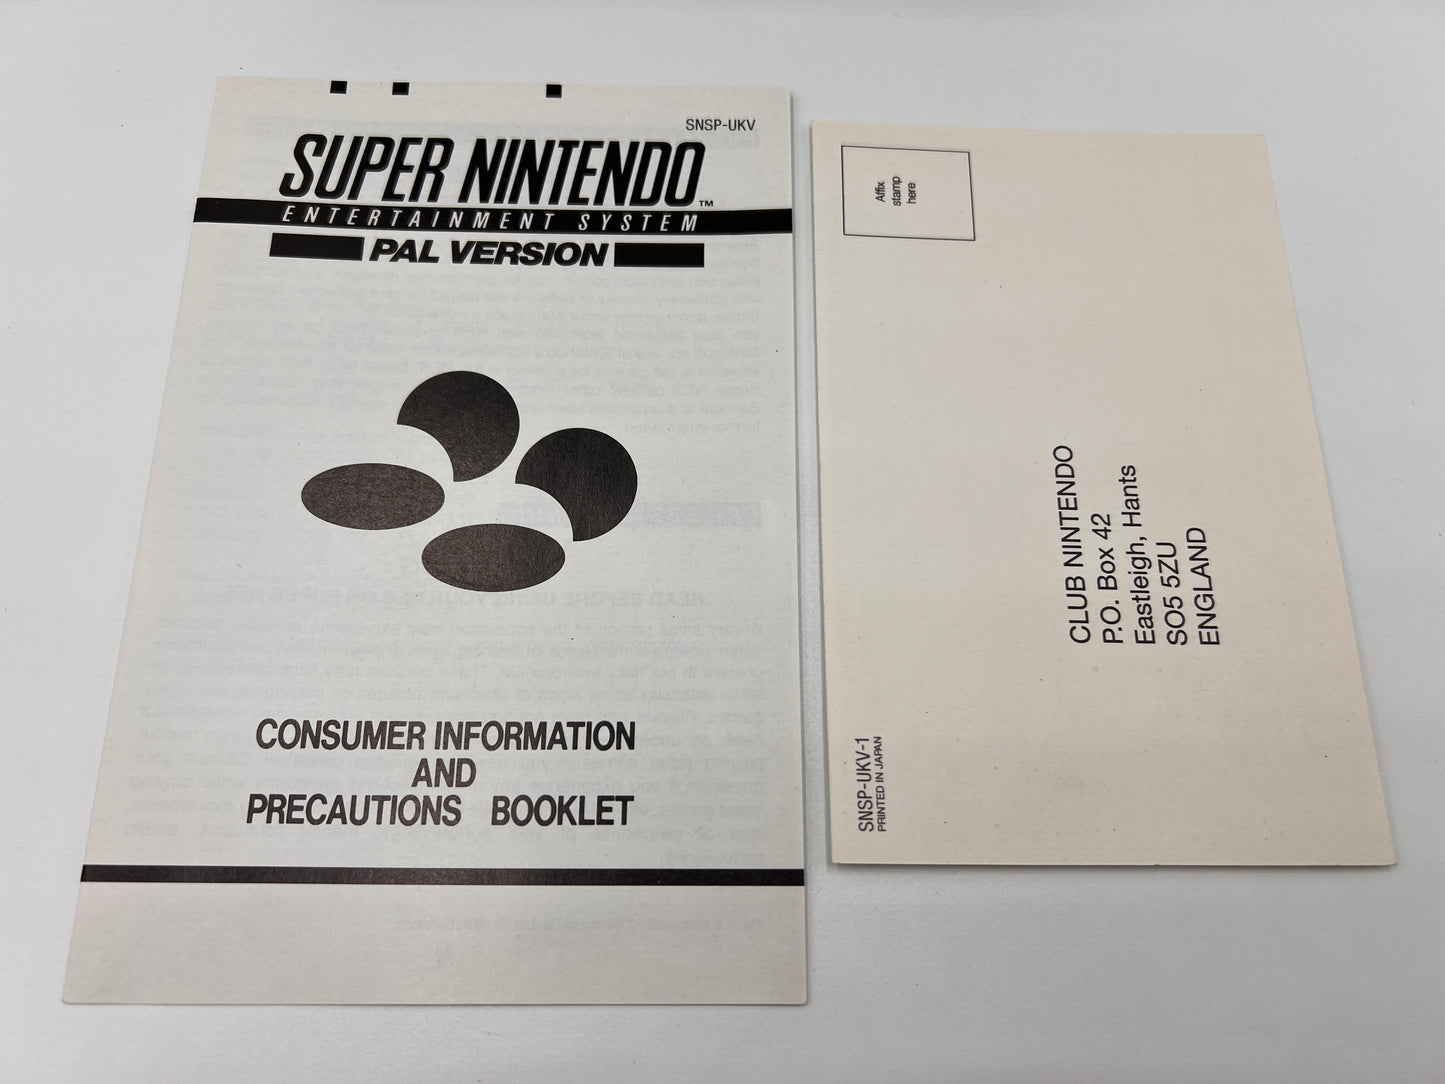 SNSP-UKV
SUPER NINTENDO™
ENTERTAINMENT SYSTEM
PAL VERSION
CONSUMER INFORMATION
AND
PRECAUTIONS BOOKLET
Affix
stamp
here
CLUB NINTENDO
P.O. Box 42
Eastleigh, Hants
SO5 5ZU
ENGLAND
SNSP-UKV-1
PRINTED IN JAPAN